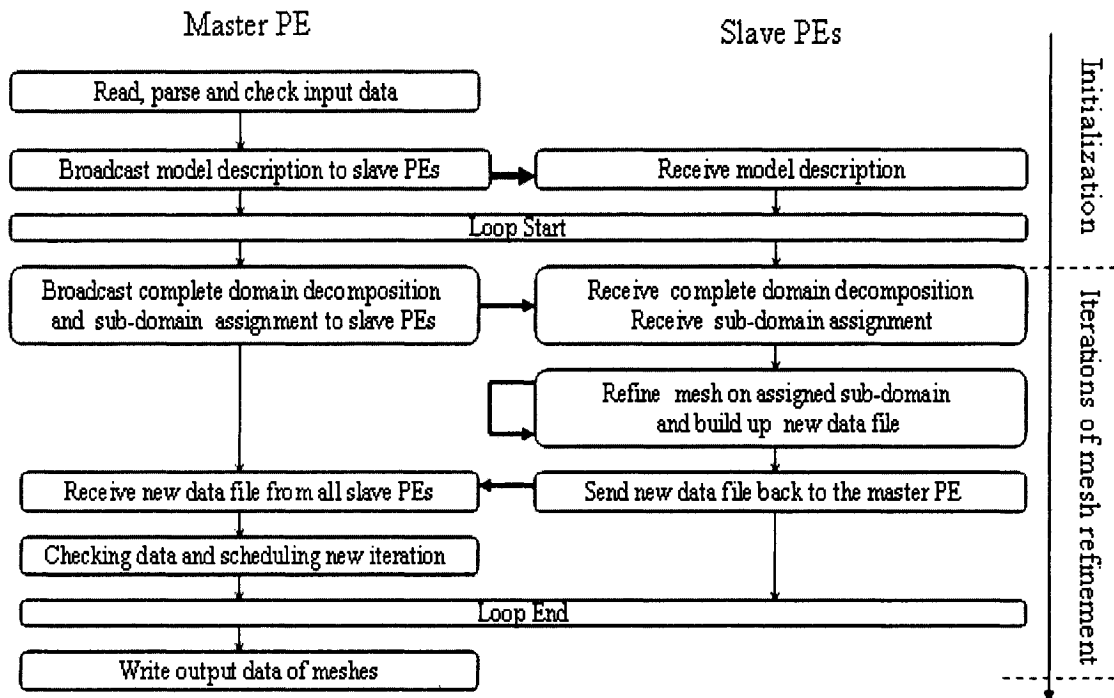 Master PE
Slave PEs
Read, parse and check input data
Broadcast model description to slave PEs
Receive model description
Loop Start
Broadcast complete domain decomposition
and sub-domain assignment to slave PEs
Receive complete domain decomposition
Receive sub-domain assignment
Refine mesh on assigned sub-domain
and build up new data file
Receive new data file from all slave PEs
Send new data file back to the master PE
Checking data and scheduling new iteration
Loop End
Write output data of meshes
Initialization
Iterations of mesh refinement